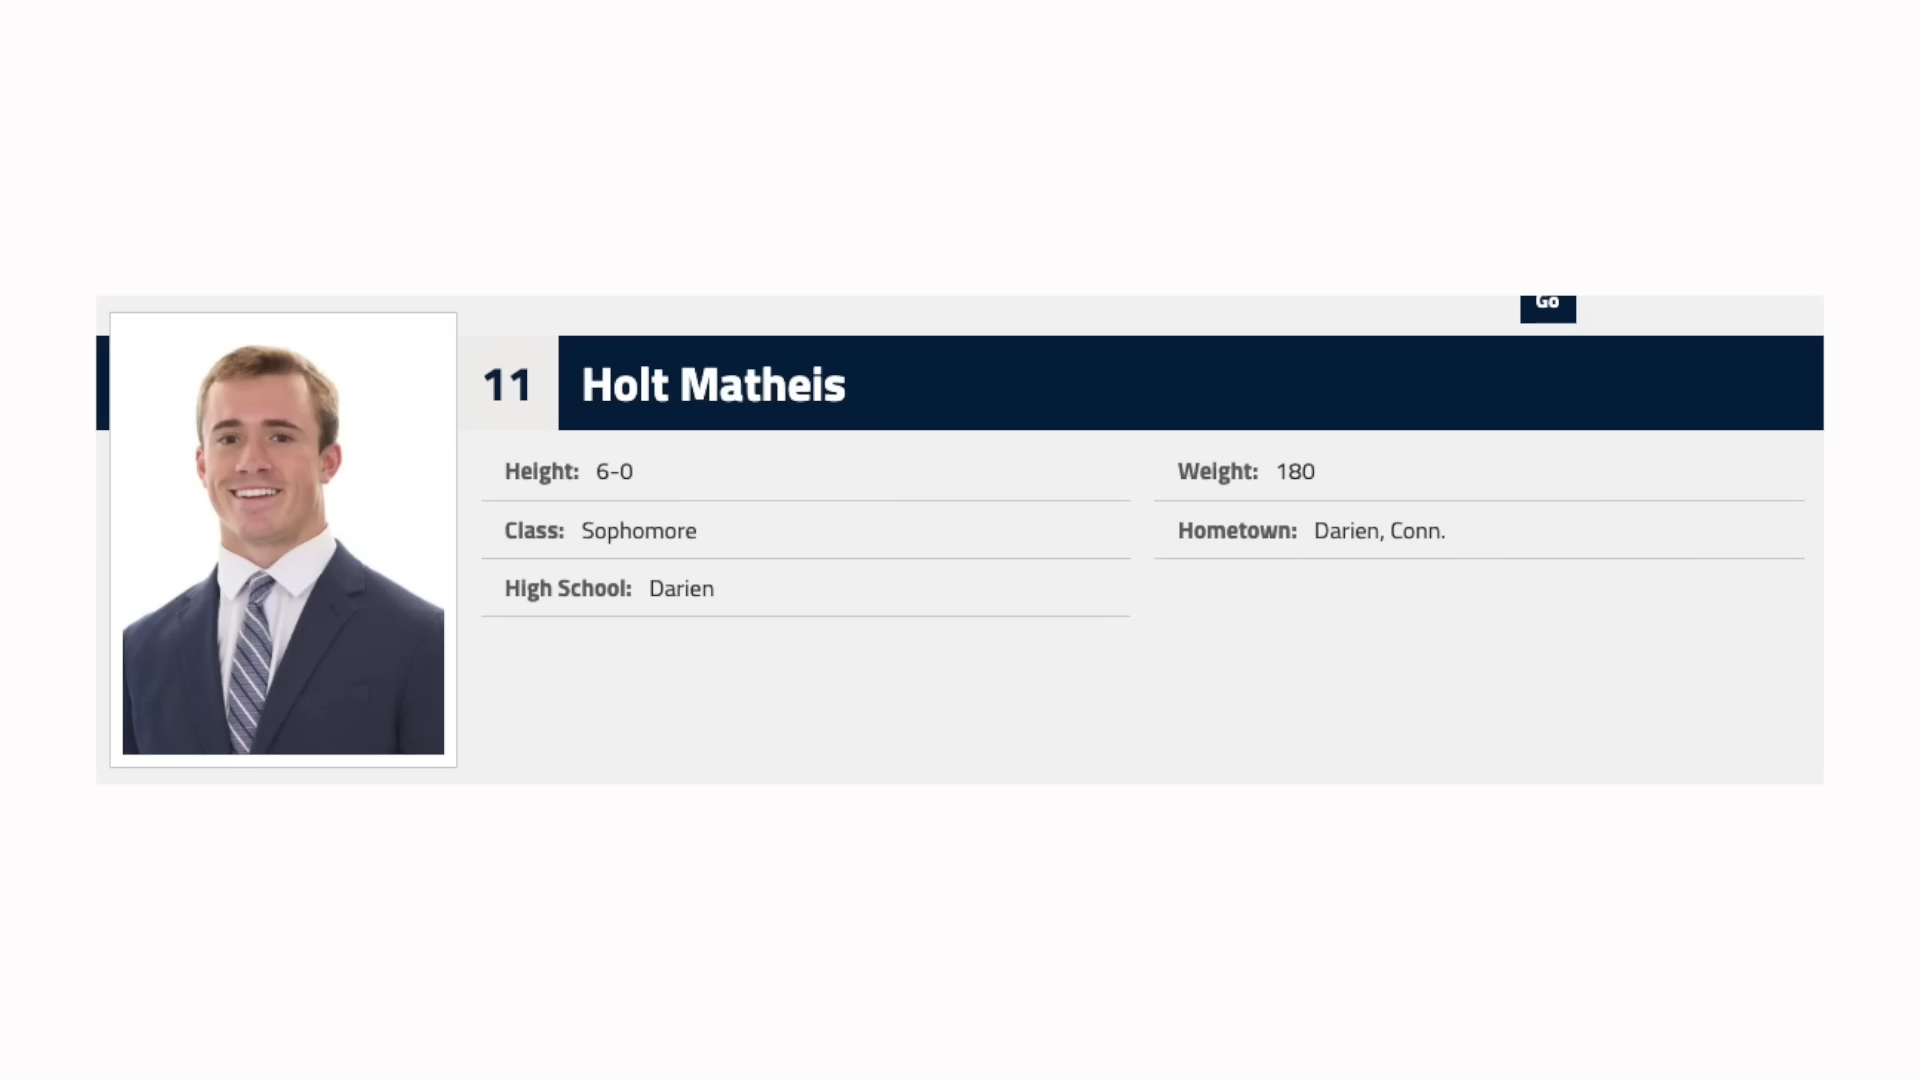 Go
11 Holt Matheis
Height: 6-0
Weight: 180
Class: Sophomore
Hometown: Darien, Conn.
High School: Darien